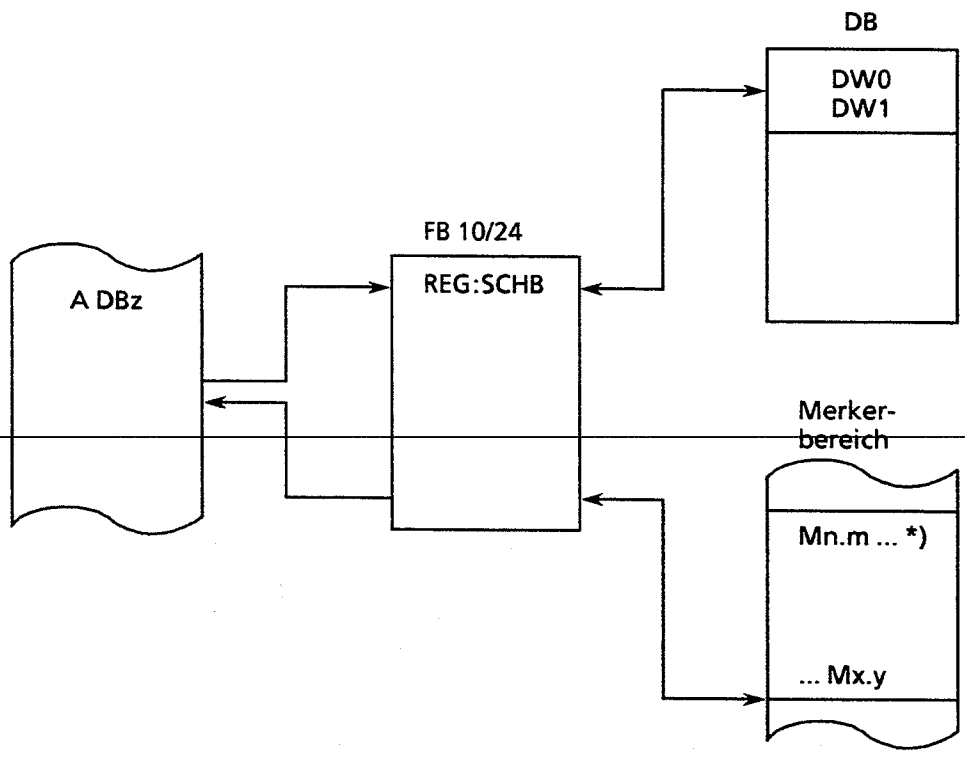 DB
DW0
DW1
FB 10/24
REG:SCHB
A DBz
Merker-
bereich
Mn.m ... *)
... Mx.y